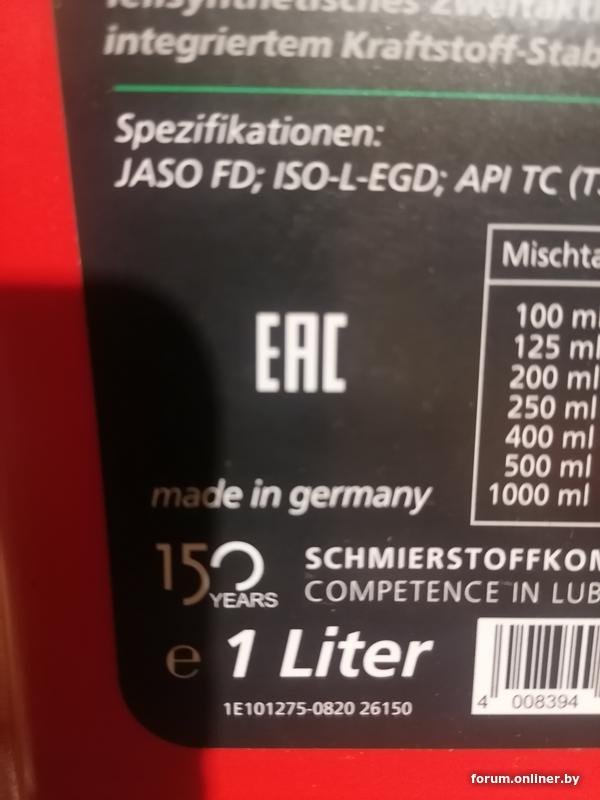 teilsynthetisches Zweitakt
integriertem Kraftstoff-Stab
Spezifikationen:
JASO FD; ISO-L-EGD; API TC (T
Mischta
100 ml
125 ml
200 ml
250 ml
400 ml
500 ml
1000 ml
EAC
made in germany
150
YEARS
SCHMIERSTOFFKOM
COMPETENCE IN LUB
e 1 Liter
1E101275-0820 26150
4 008394
forum.onliner.by